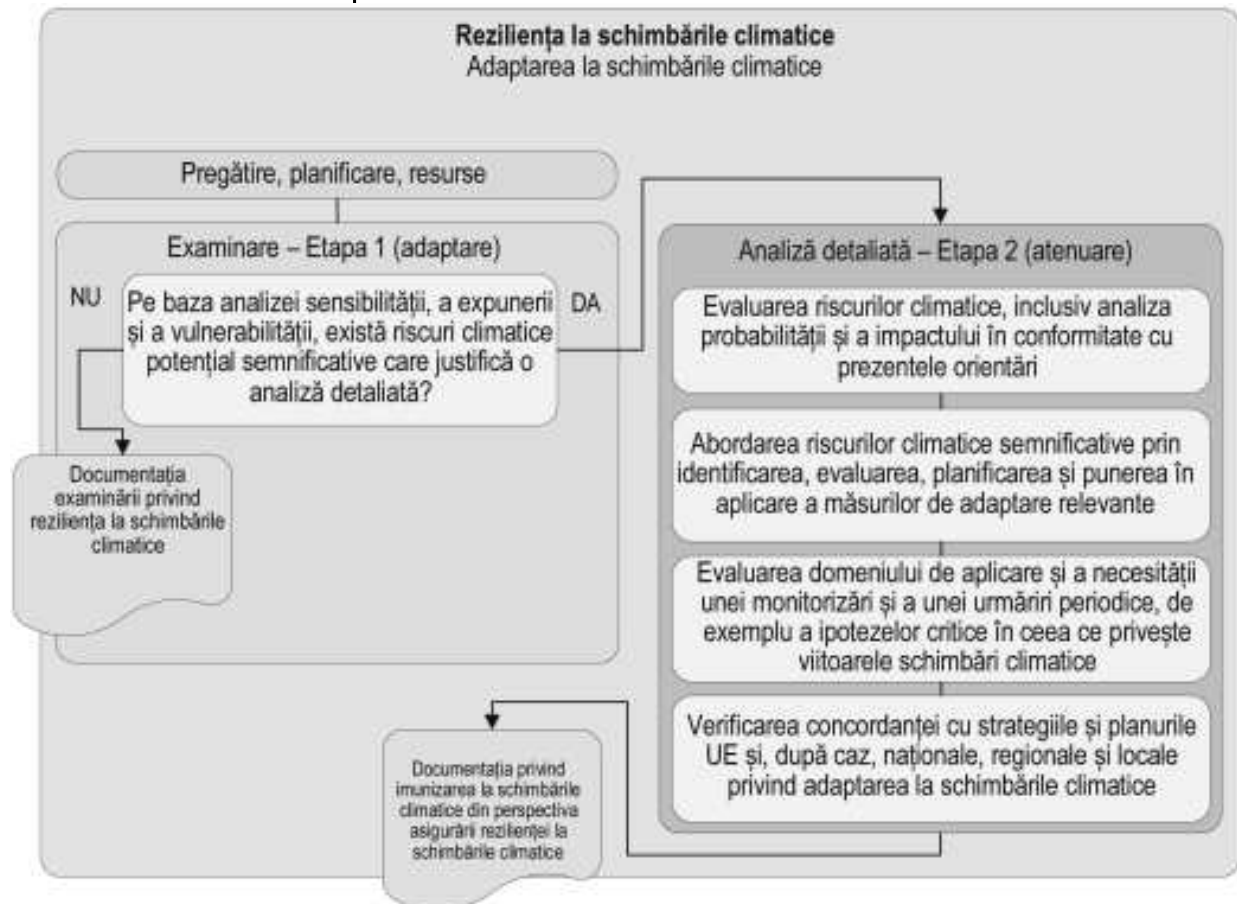 Reziliența la schimbările climatice
Adaptarea la schimbările climatice
Pregătire, planificare, resurse
Examinare – Etapa 1 (adaptare)
NU
Pe baza analizei sensibilității, a expunerii
și a vulnerabilității, există riscuri climatice
potențial semnificative care justifică o
analiză detaliată?
DA
Documentația
examinării privind
reziliența la schimbările
climatice
Analiză detaliată – Etapa 2 (atenuare)
Evaluarea riscurilor climatice, inclusiv analiza
probabilității și a impactului în conformitate cu
prezentele orientări
Abordarea riscurilor climatice semnificative prin
identificarea, evaluarea, planificarea și punerea în
aplicare a măsurilor de adaptare relevante
Evaluarea domeniului de aplicare și a necesității
unei monitorizări și a unei urmăriri periodice, de
exemplu a ipotezelor critice în ceea ce privește
viitoarele schimbări climatice
Verificarea concordanței cu strategiile și planurile
UE și, după caz, naționale, regionale și locale
privind adaptarea la schimbările climatice
Documentația privind
imunizarea la schimbările
climatice din perspectiva
asigurării rezilienței la
schimbările climatice